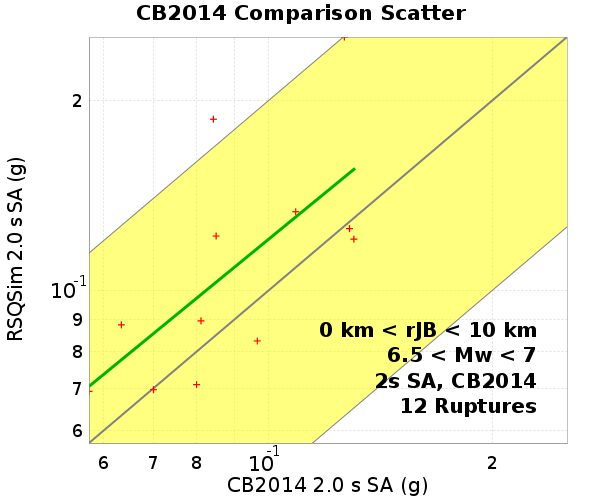 CB2014 Comparison Scatter
RSQSim 2.0 s SA (g)
2
10-1
9
8
7
6
0 km < rJB < 10 km
6.5 < Mw < 7
2s SA, CB2014
12 Ruptures
6 7 8 10-1 2
CB2014 2.0 s SA (g)